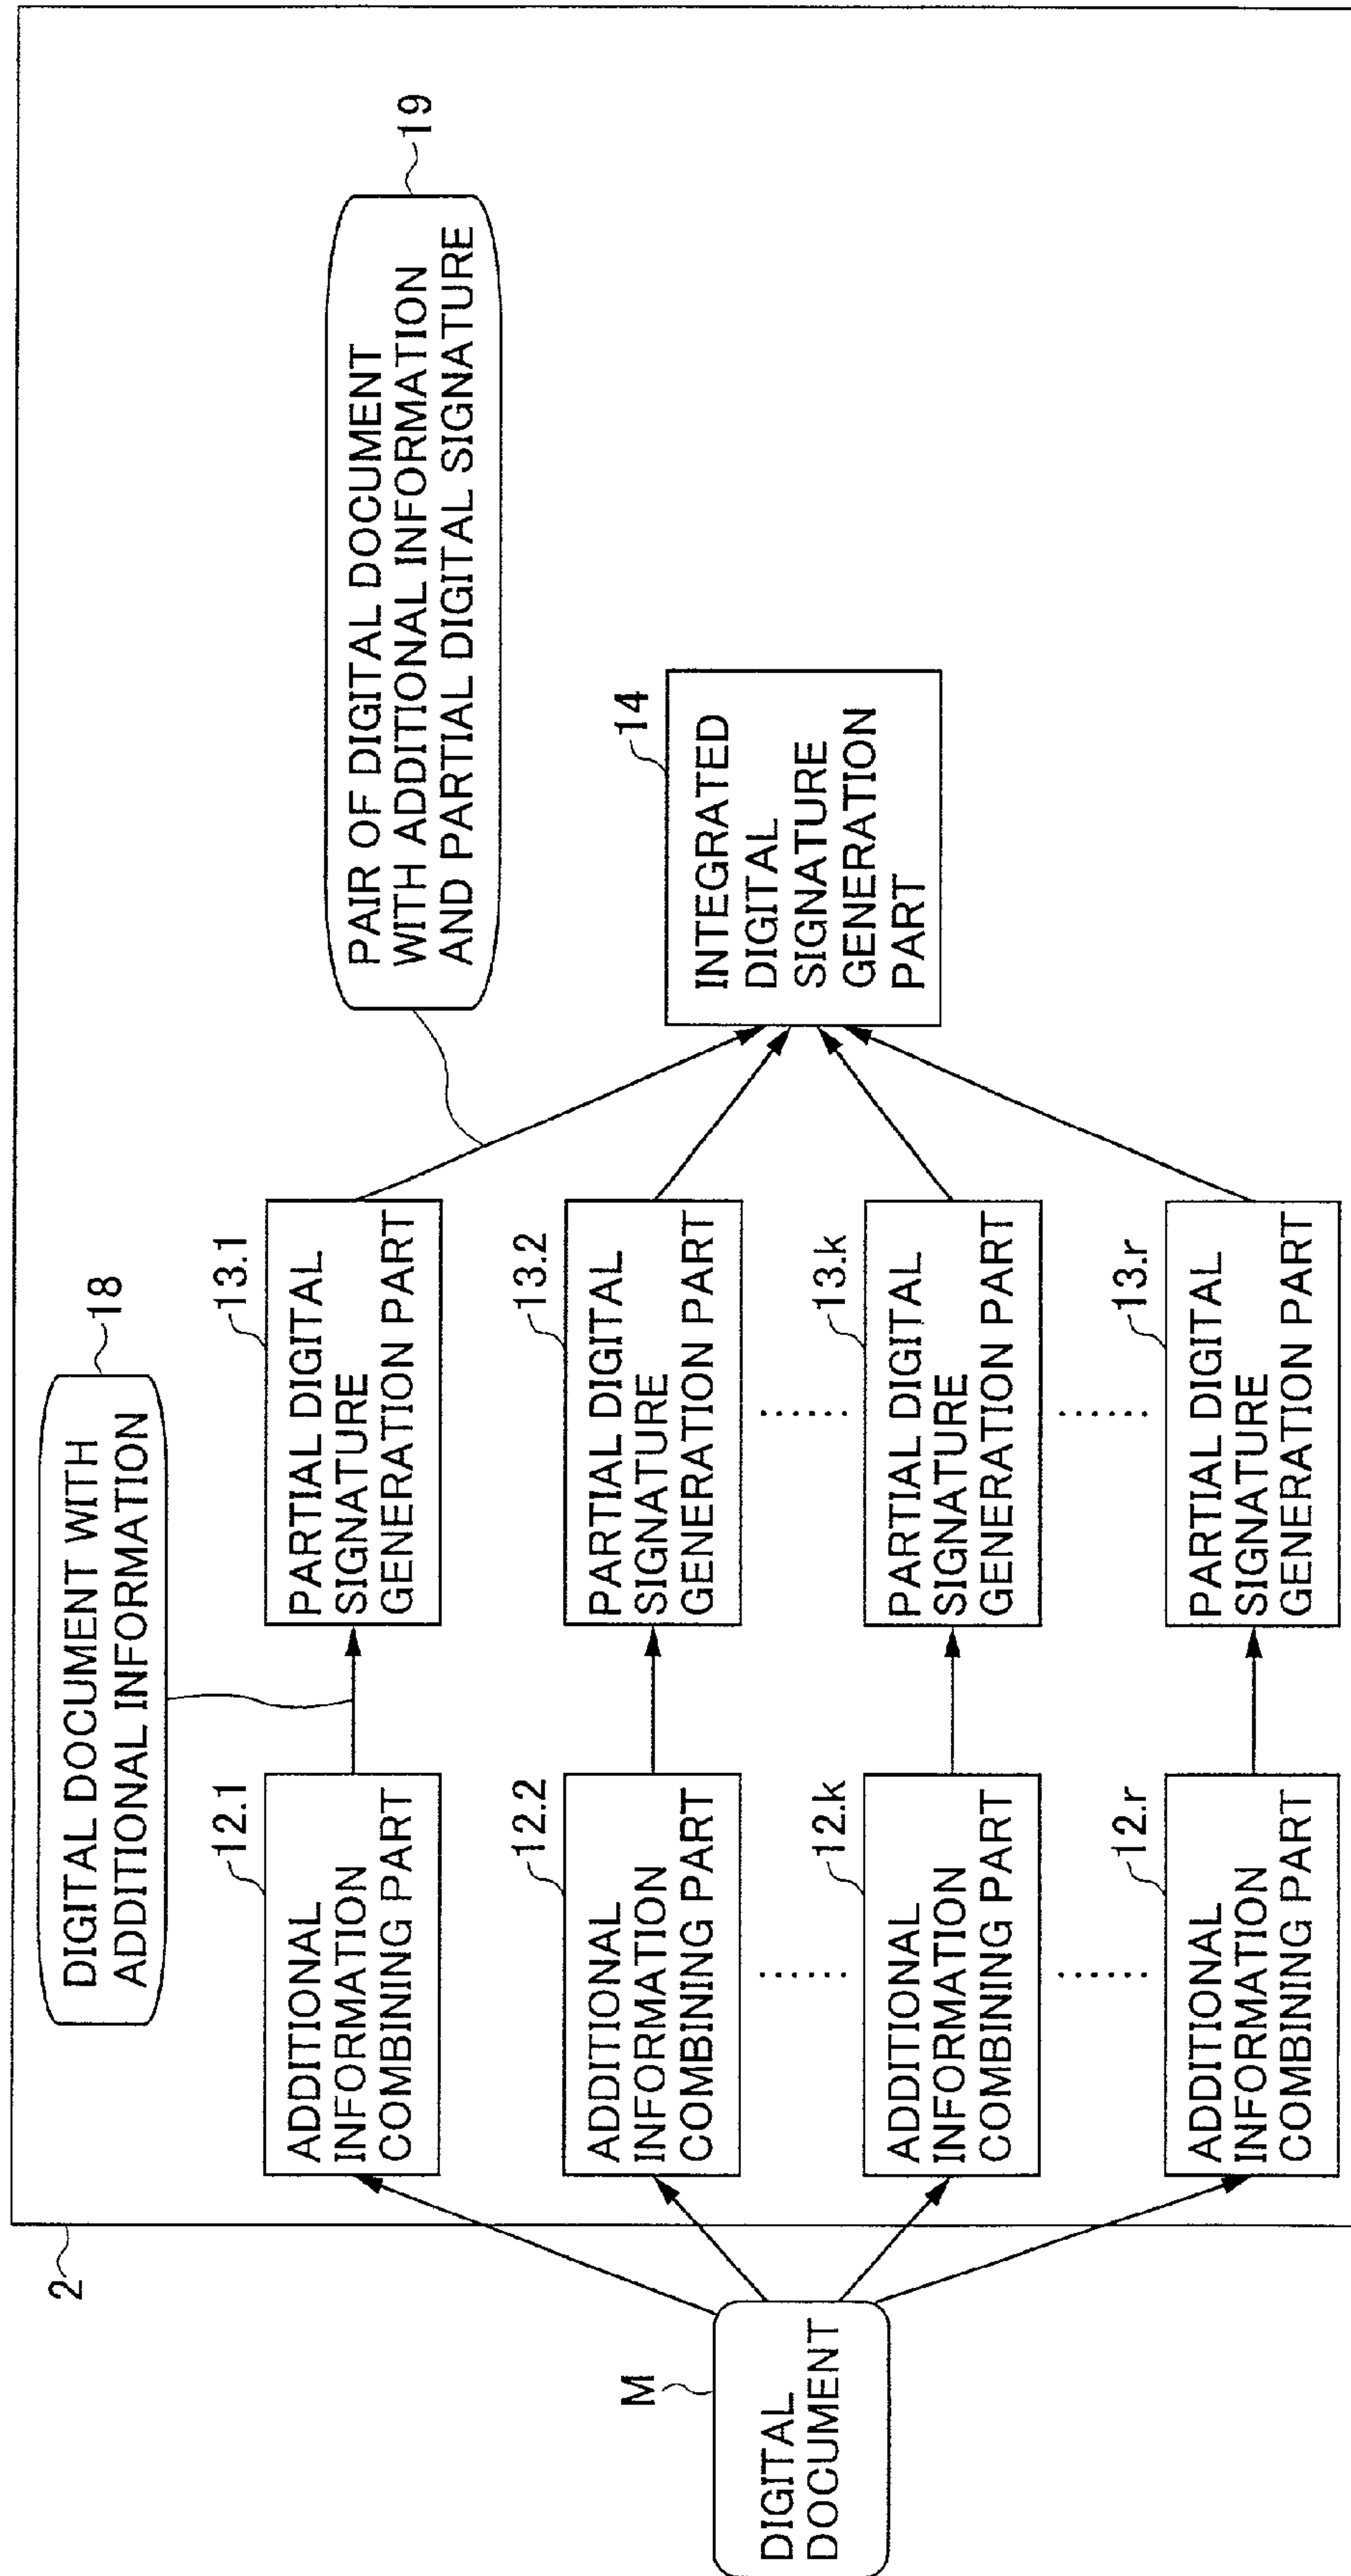 2
M
DIGITAL
DOCUMENT
DIGITAL DOCUMENT WITH
ADDITIONAL INFORMATION
18
12.1
ADDITIONAL
INFORMATION
COMBINING PART
13.1
PARTIAL DIGITAL
SIGNATURE
GENERATION PART
12.2
ADDITIONAL
INFORMATION
COMBINING PART
13.2
PARTIAL DIGITAL
SIGNATURE
GENERATION PART
12.k
ADDITIONAL
INFORMATION
COMBINING PART
13.k
PARTIAL DIGITAL
SIGNATURE
GENERATION PART
12.r
ADDITIONAL
INFORMATION
COMBINING PART
13.r
PARTIAL DIGITAL
SIGNATURE
GENERATION PART
19
PAIR OF DIGITAL DOCUMENT
WITH ADDITIONAL INFORMATION
AND PARTIAL DIGITAL SIGNATURE
14
INTEGRATED
DIGITAL
SIGNATURE
GENERATION
PART